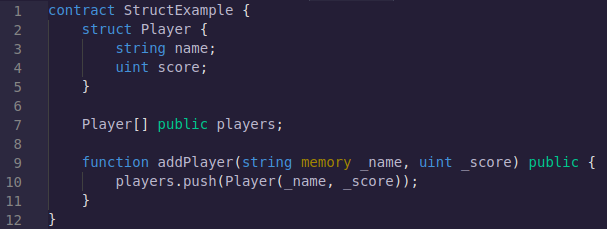 1 contract StructExample {
2     struct Player {
3         string name;
4         uint score;
5     }
6
7     Player[] public players;
8
9     function addPlayer(string memory _name, uint _score) public {
10         players.push(Player(_name, _score));
11     }
12 }